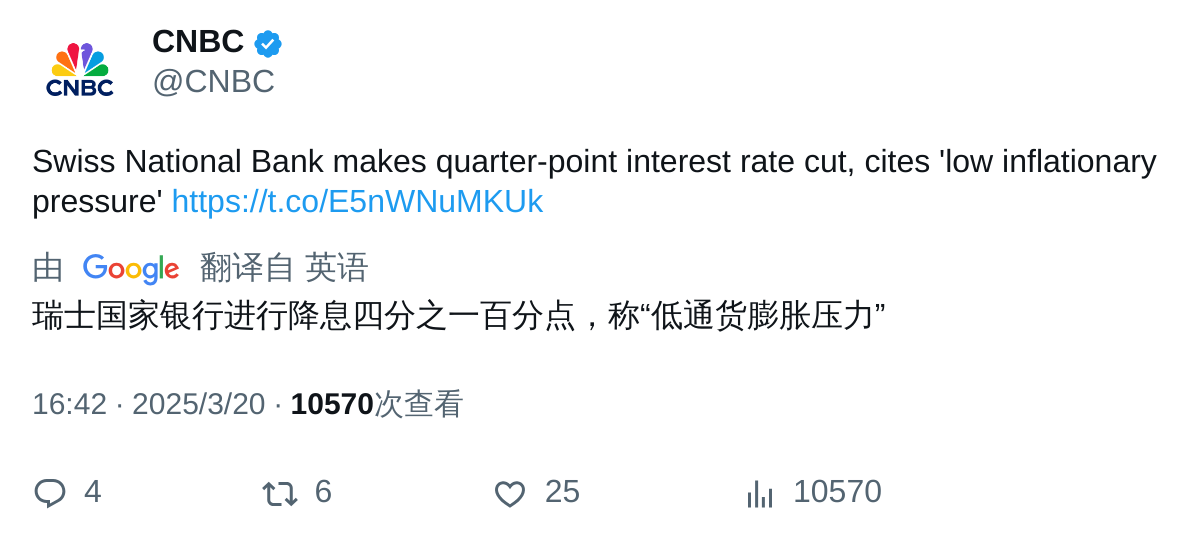 CNBC
CNBC
@CNBC
Swiss National Bank makes quarter-point interest rate cut, cites 'low inflationary
pressure' https://t.co/E5nWNuMKUk
由 Google 翻译自 英语
瑞士国家银行进行降息四分之一百分点，称“低通货膨胀压力”
16:42 · 2025/3/20 · 10570次查看
4 6 25 10570